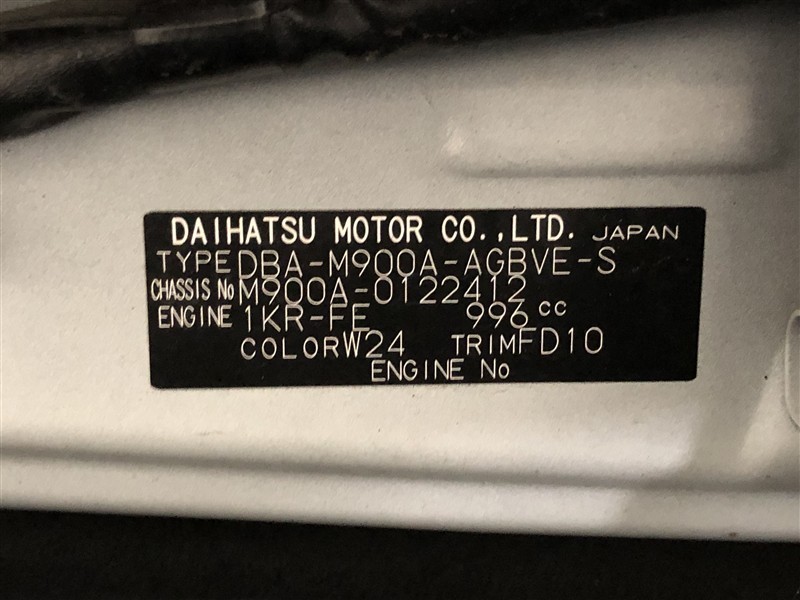 DAIHATSU MOTOR CO.,LTD. JAPAN
TYPE DBA-M900A-AGBVE-S
CHASSIS No M900A-0122412
ENGINE 1KR-FE 996 cc
COLOR W24 TRIM FD10
ENGINE No